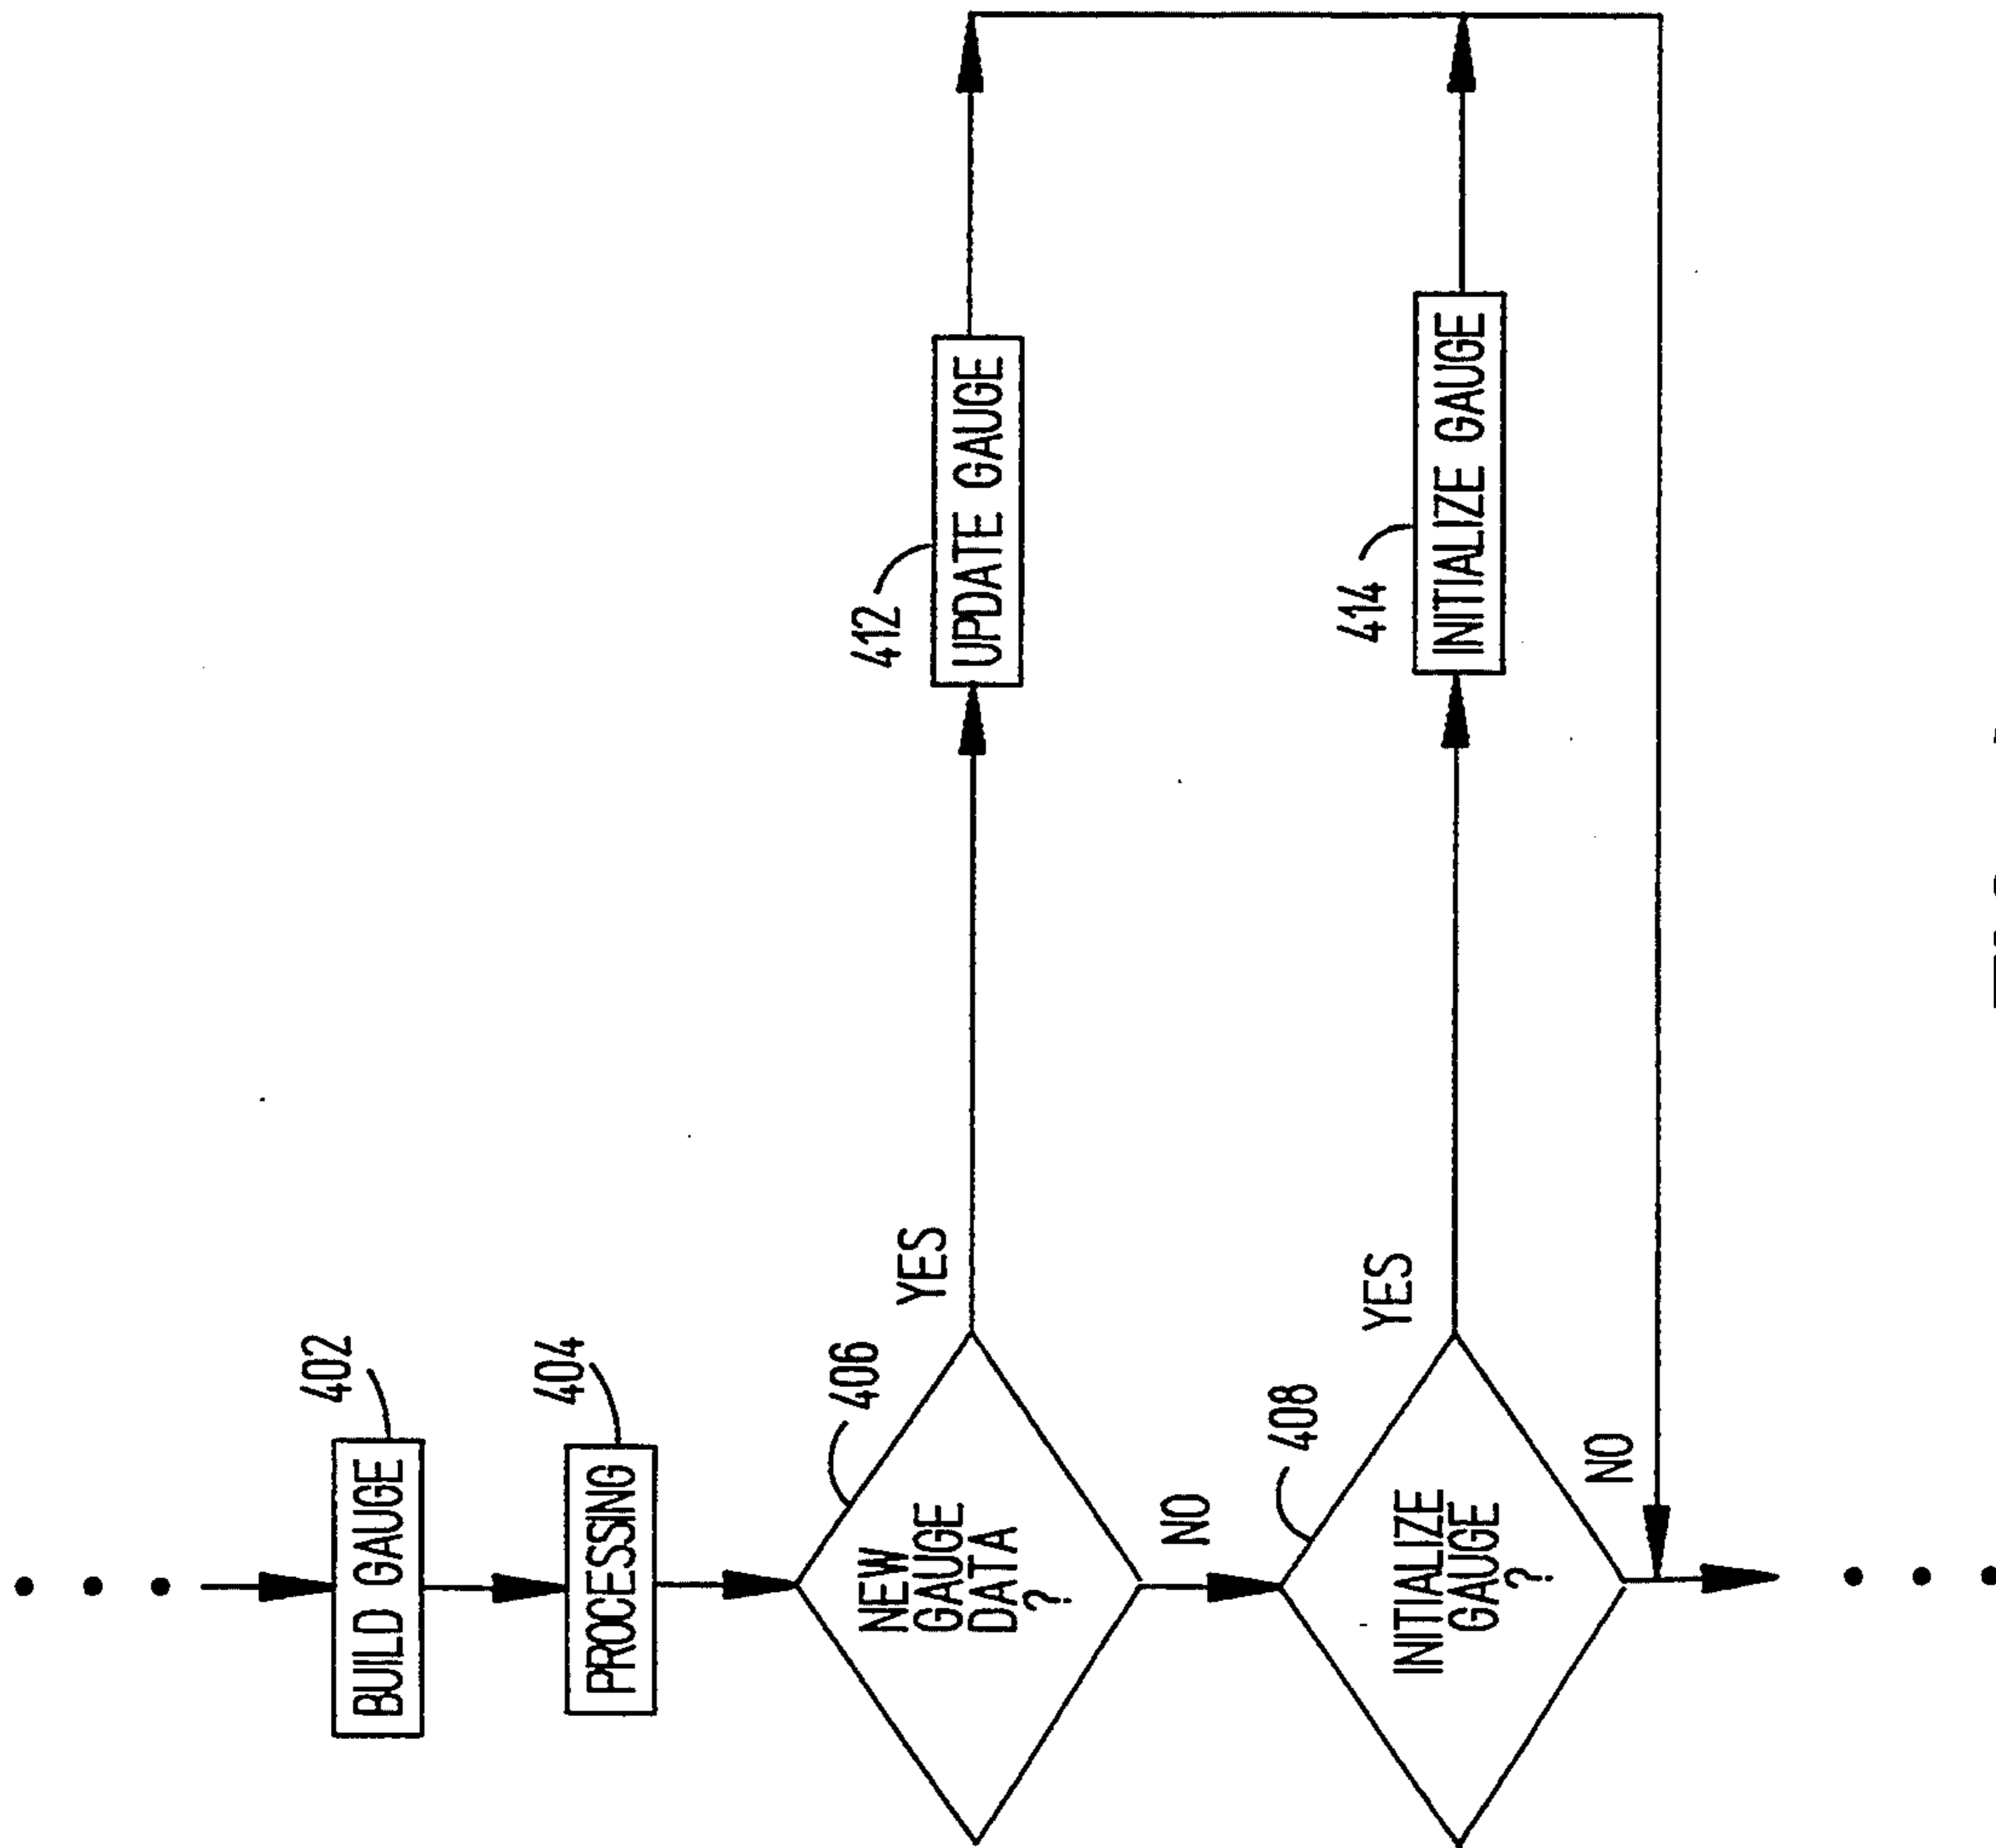 402
BUILD GAUGE
404
PROCESSING
406
NEW
GAUGE
DATA
?
YES
412
UPDATE GAUGE
NO
408
INITIALIZE
GAUGE
?
YES
414
INITIALIZE GAUGE
NO